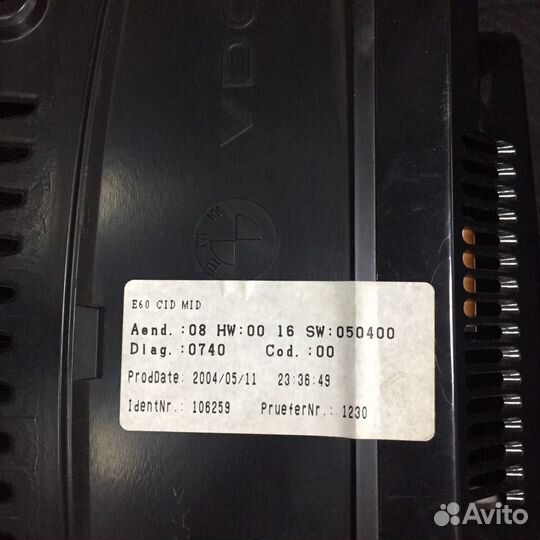 VDO
BMW
E60 CID MID
Aend.:08 HW:00 16 SW:050400
Diag.:0740 Cod.:00
ProdDate: 2004/05/11 23:36:49
IdentNr.: 106259 PrueferNr.: 1230
Avito